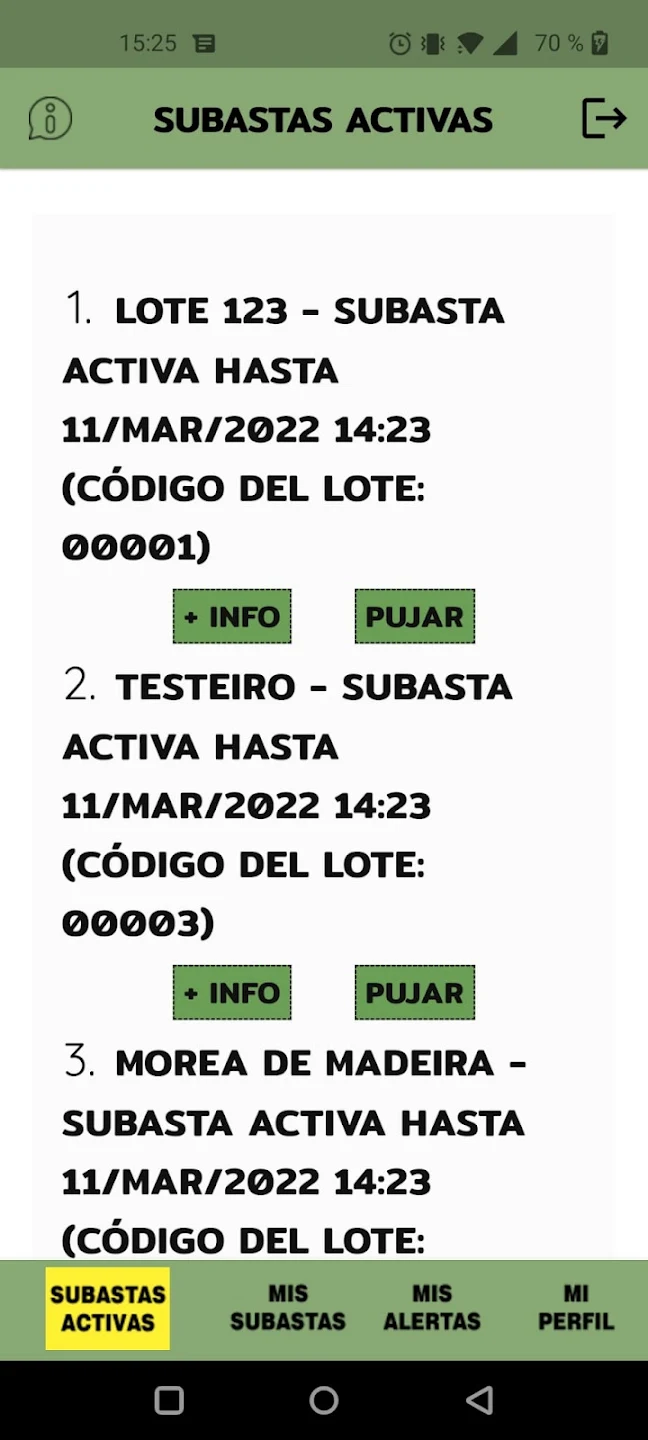 15:25
70 %
SUBASTAS ACTIVAS
1. LOTE 123 - SUBASTA
ACTIVA HASTA
11/MAR/2022 14:23
(CÓDIGO DEL LOTE:
00001)
+ INFO
PUJAR
2. TESTEIRO - SUBASTA
ACTIVA HASTA
11/MAR/2022 14:23
(CÓDIGO DEL LOTE:
00003)
+ INFO
PUJAR
3. MOREA DE MADEIRA -
SUBASTA ACTIVA HASTA
11/MAR/2022 14:23
(CÓDIGO DEL LOTE:
SUBASTAS
ACTIVAS
MIS
SUBASTAS
MIS
ALERTAS
MI
PERFIL